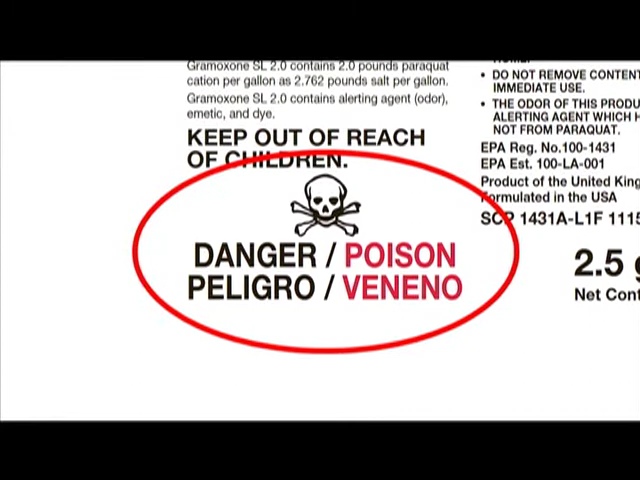 Gramoxone SL 2.0 contains 2.0 pounds paraquat
cation per gallon as 2.762 pounds salt per gallon.
Gramoxone SL 2.0 contains alerting agent (odor),
emetic, and dye.
KEEP OUT OF REACH
OF CHILDREN.
DANGER / POISON
PELIGRO / VENENO
HOME.
• DO NOT REMOVE CONTENT
IMMEDIATE USE.
• THE ODOR OF THIS PRODU
ALERTING AGENT WHICH H
NOT FROM PARAQUAT.
EPA Reg. No.100-1431
EPA Est. 100-LA-001
Product of the United King
Formulated in the USA
SCP 1431A-L1F 1115
2.5 g
Net Cont